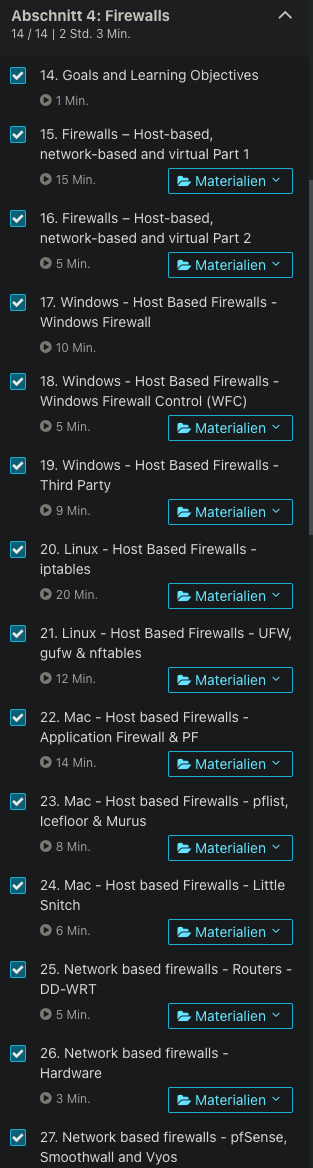 Abschnitt 4: Firewalls
14 / 14 | 2 Std. 3 Min.
14. Goals and Learning Objectives
1 Min.
15. Firewalls – Host-based,
network-based and virtual Part 1
15 Min.
Materialien
16. Firewalls – Host-based,
network-based and virtual Part 2
5 Min.
Materialien
17. Windows - Host Based Firewalls -
Windows Firewall
10 Min.
18. Windows - Host Based Firewalls -
Windows Firewall Control (WFC)
5 Min.
Materialien
19. Windows - Host Based Firewalls -
Third Party
9 Min.
Materialien
20. Linux - Host Based Firewalls -
iptables
20 Min.
Materialien
21. Linux - Host Based Firewalls - UFW,
gufw & nftables
12 Min.
Materialien
22. Mac - Host based Firewalls -
Application Firewall & PF
14 Min.
Materialien
23. Mac - Host based Firewalls - pflist,
Icefloor & Murus
8 Min.
Materialien
24. Mac - Host based Firewalls - Little
Snitch
6 Min.
Materialien
25. Network based firewalls - Routers -
DD-WRT
5 Min.
Materialien
26. Network based firewalls -
Hardware
3 Min.
Materialien
27. Network based firewalls - pfSense,
Smoothwall and Vyos